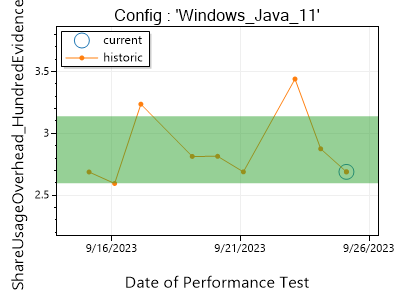 Config : 'Windows_Java_11'
current
historic
ShareUsageOverhead_HundredEvidence
3.5
3
2.5
9/16/2023
9/21/2023
9/26/2023
Date of Performance Test